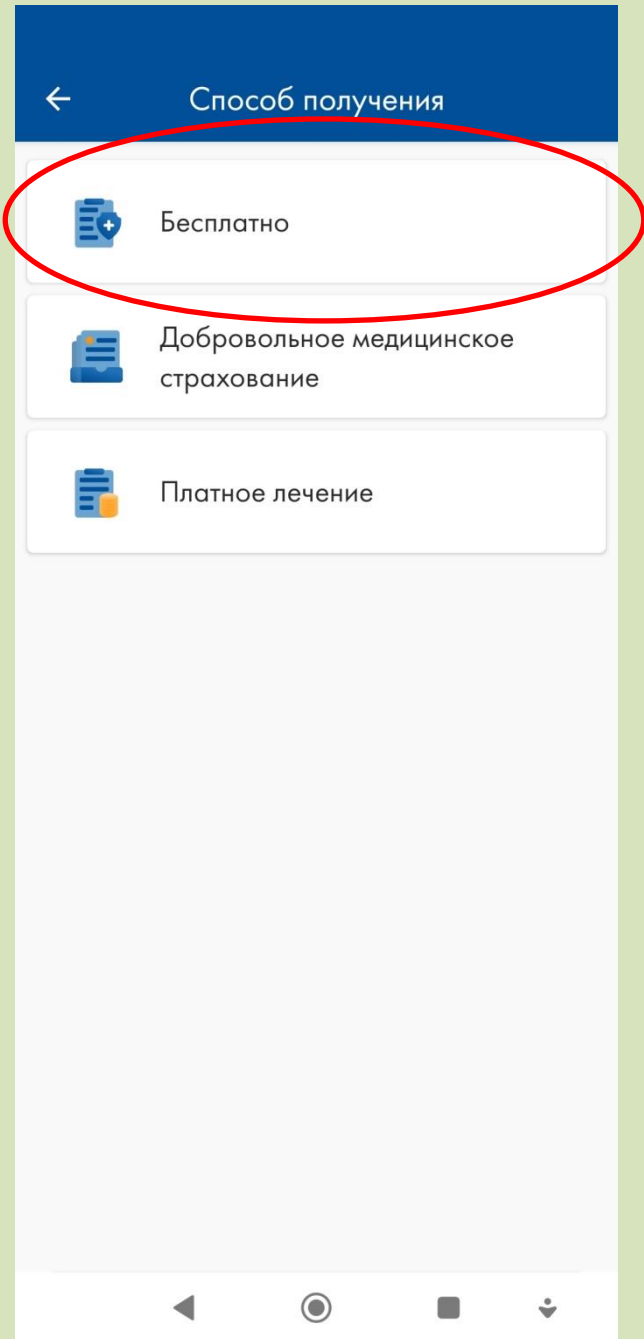 Способ получения
Бесплатно
Добровольное медицинское
страхование
Платное лечение